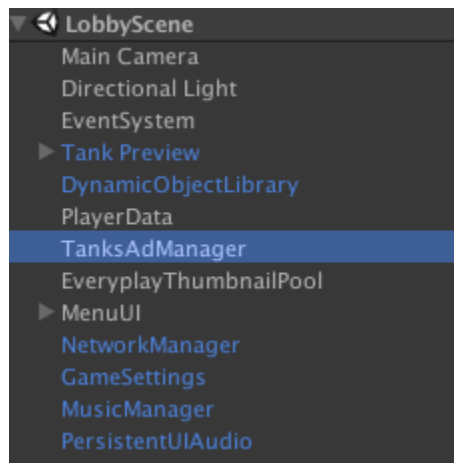 LobbyScene
Main Camera
Directional Light
EventSystem
Tank Preview
DynamicObjectLibrary
PlayerData
TanksAdManager
EveryplayThumbnailPool
MenuUI
NetworkManager
GameSettings
MusicManager
PersistentUIAudio